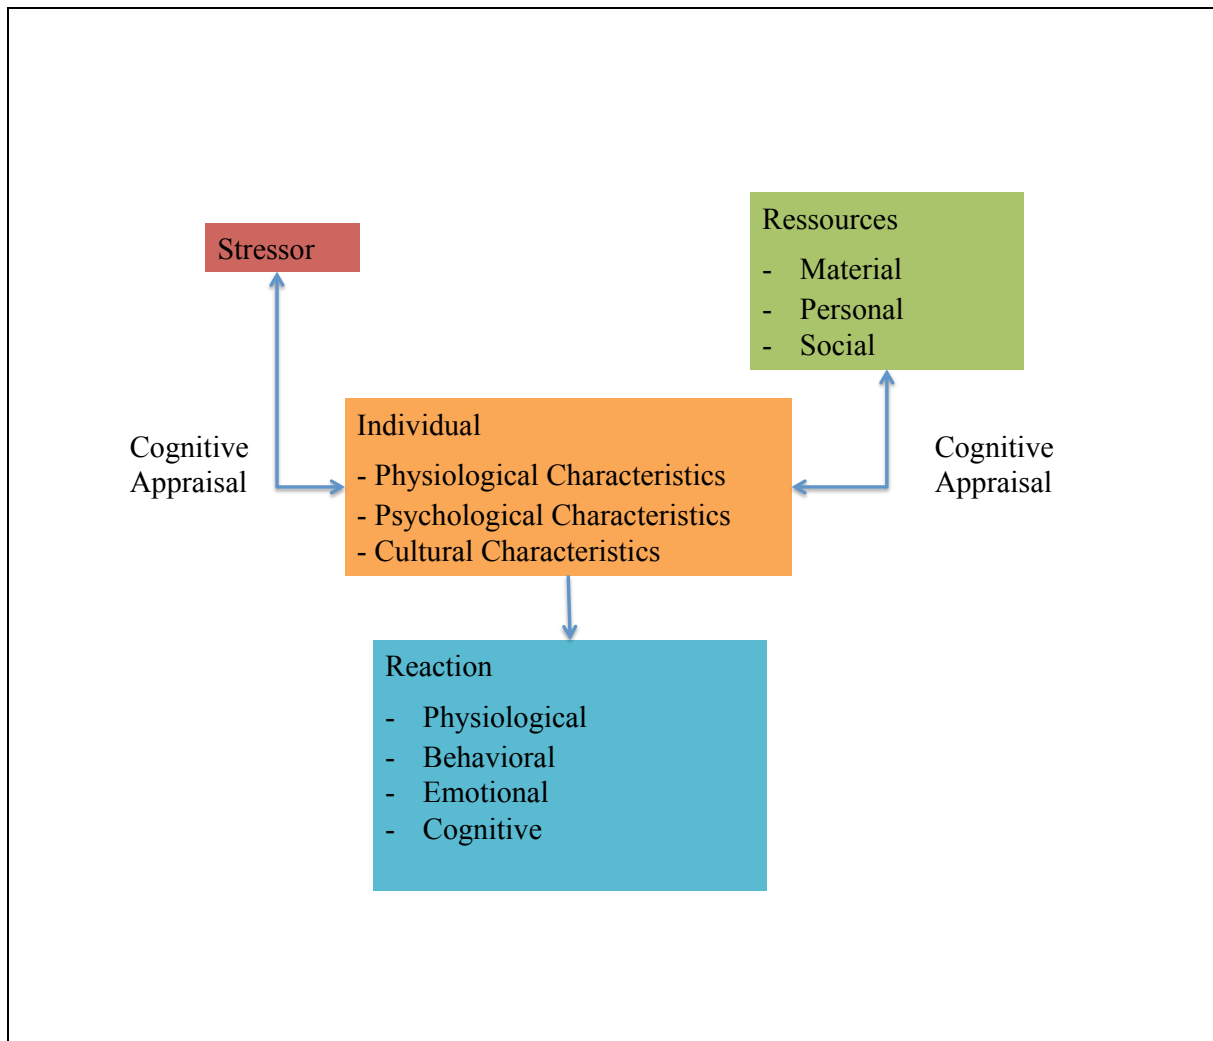 Stressor
Ressources
- Material
- Personal
- Social
Cognitive
Appraisal
Individual
- Physiological Characteristics
- Psychological Characteristics
- Cultural Characteristics
Cognitive
Appraisal
Reaction
- Physiological
- Behavioral
- Emotional
- Cognitive